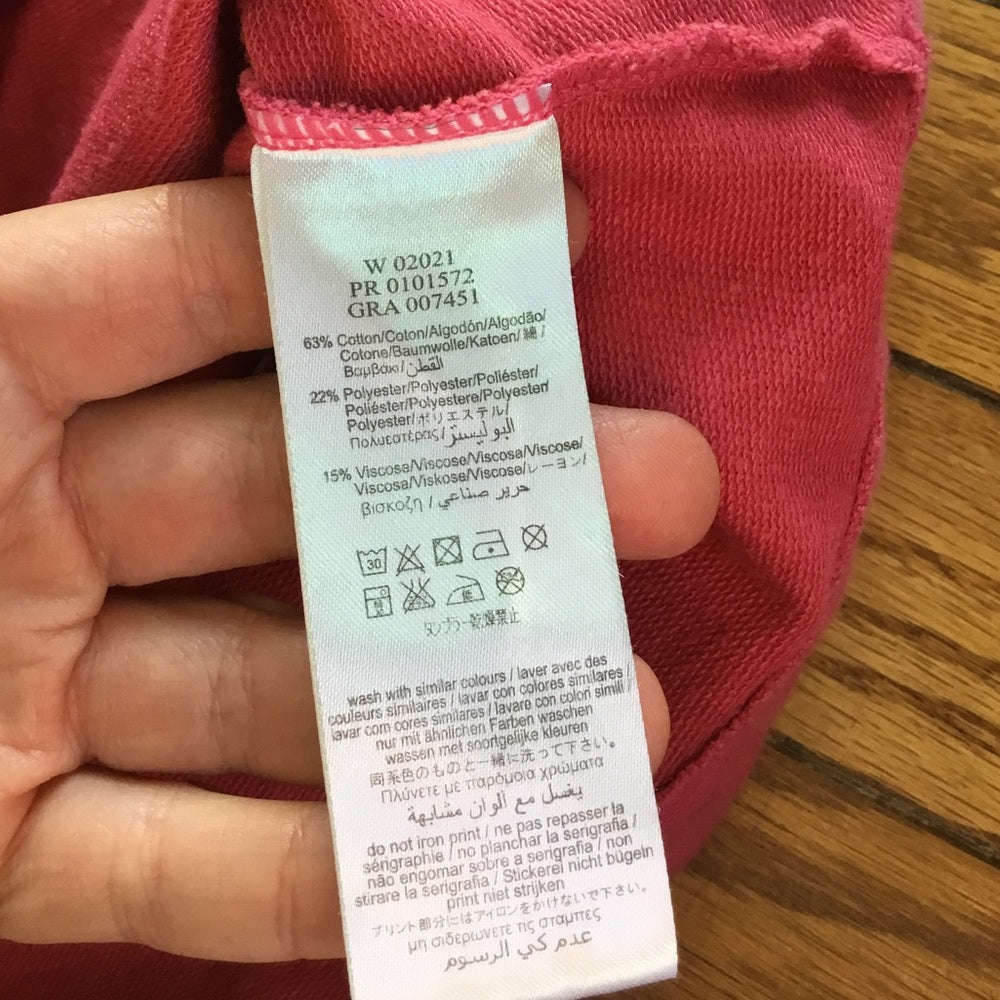 W 02021
PR 0101572
GRA 007451
63% Cotton/Coton/Algodón/Algodão/
Cotone/Baumwolle/Katoen/綿/
Βαμβάκι/القطن
22% Polyester/Polyester/Poliéster/
Poliéster/Polyestere/Polyester/
Polyester/ポリエステル/
Πολυεστέρας/البوليستر
15% Viscose/Viscose/Viscosa/Viscose/
Viscosa/Viskose/Viscose/レーヨン/
βισκοζη/حرير صناعي
30
タンブラー乾燥禁止
wash with similar colours / laver avec des
couleurs similaires / lavar con colores similares /
lavar com cores similares / lavare con colori simili /
nur mit ähnlichen Farben waschen
wassen met soortgelijke kleuren
同系色のものと一緒に洗って下さい。
Πλύνετε με παρόμοια χρώματα
يغسل مع ألوان مشابهة
do not iron print / ne pas repasser la
sérigraphie / no planchar la serigrafia /
não engomar sobre a serigrafia / non
stirare la serigrafia / Stickerei nicht bügeln
print niet strijken
プリント部分にはアイロンをかけないで下さい。
μη σιδερωνετε τις σταμπες
عدم كي الرسوم